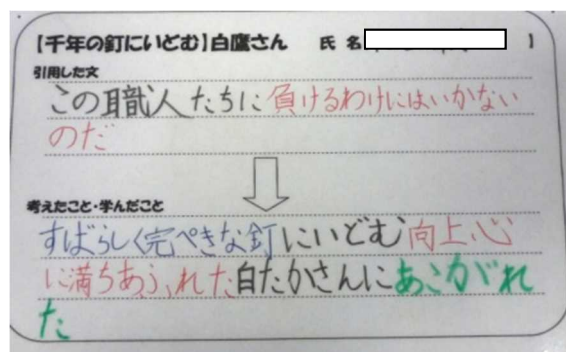 【千年の釘にいどむ】白鷹さん 氏名 】
引用した文
この職人たちに負けるわけにはいかない
のだ
考えたこと・学んだこと
すばらしく完ぺきな釘にいどむ向上心
に満ちあふれた白たかさんにあこがれ
た